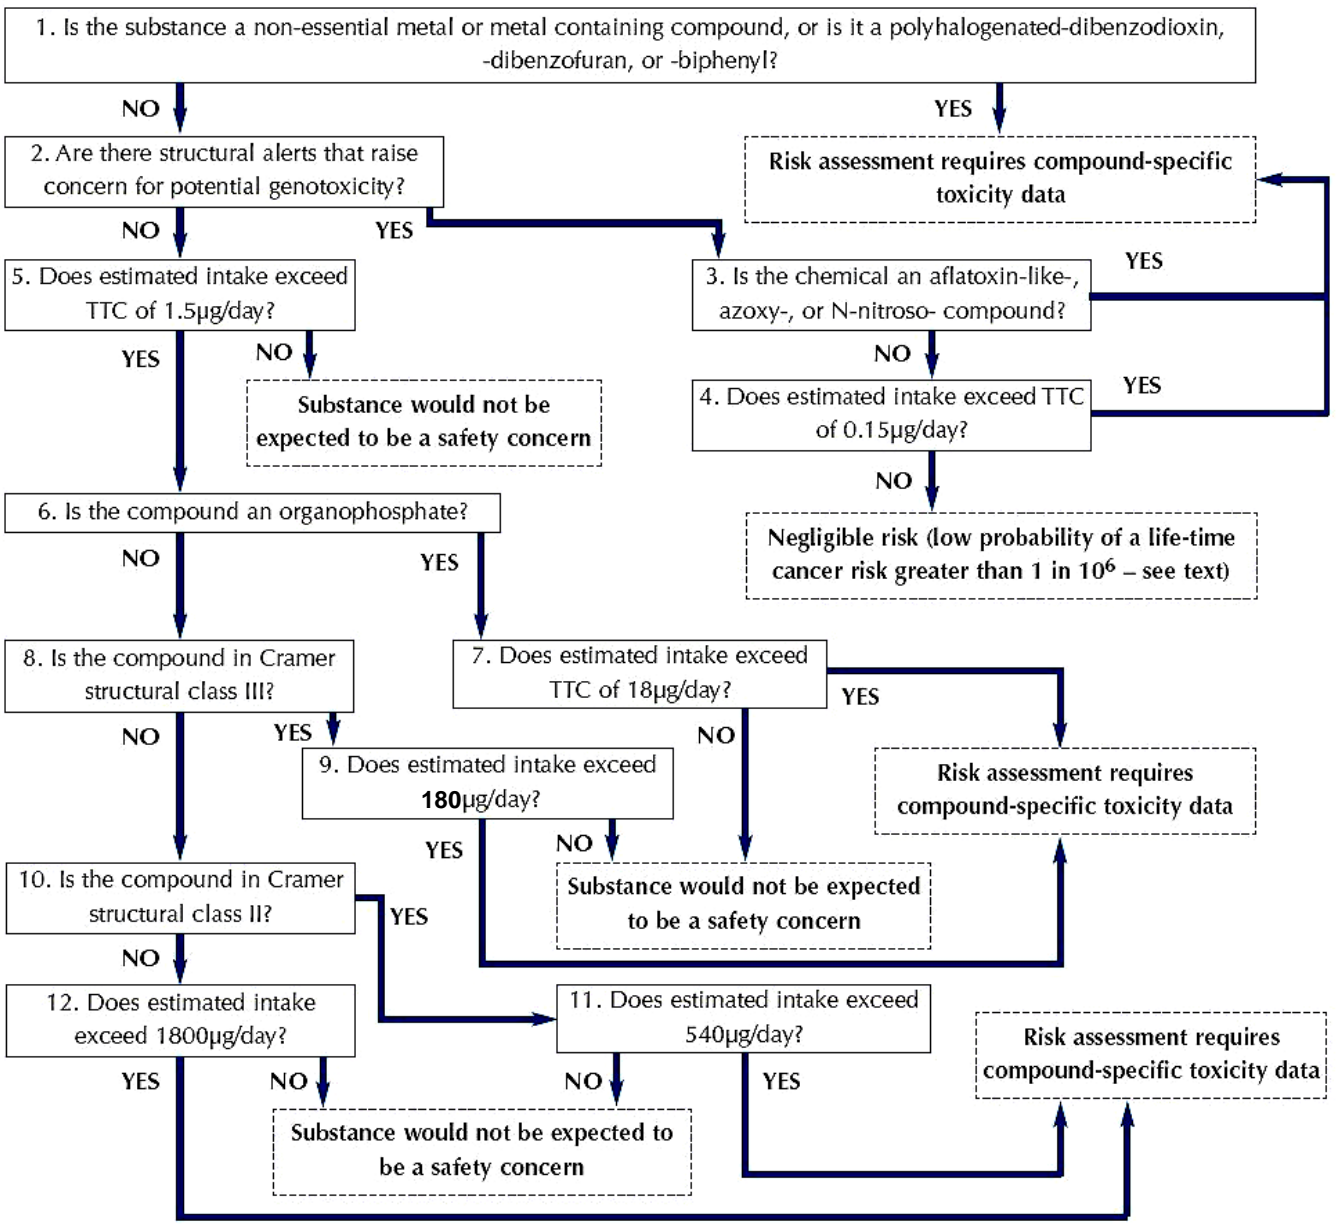 1. Is the substance a non-essential metal or metal containing compound, or is it a polyhalogenated-dibenzodioxin,
-dibenzofuran, or -biphenyl?
NO
YES
2. Are there structural alerts that raise
concern for potential genotoxicity?
Risk assessment requires compound-specific
toxicity data
NO
YES
5. Does estimated intake exceed
TTC of 1.5µg/day?
3. Is the chemical an aflatoxin-like-,
azoxy-, or N-nitroso- compound?
YES
YES
NO
NO
Substance would not be
expected to be a safety concern
4. Does estimated intake exceed TTC
of 0.15µg/day?
YES
NO
6. Is the compound an organophosphate?
Negligible risk (low probability of a life-time
cancer risk greater than 1 in 10⁶ – see text)
NO
YES
8. Is the compound in Cramer
structural class III?
7. Does estimated intake exceed
TTC of 18µg/day?
YES
NO
YES
NO
9. Does estimated intake exceed
180µg/day?
Risk assessment requires
compound-specific toxicity data
YES
NO
10. Is the compound in Cramer
structural class II?
YES
Substance would not be expected
to be a safety concern
NO
12. Does estimated intake
exceed 1800µg/day?
11. Does estimated intake exceed
540µg/day?
Risk assessment requires
compound-specific toxicity data
YES
NO
NO
YES
Substance would not be expected to
be a safety concern